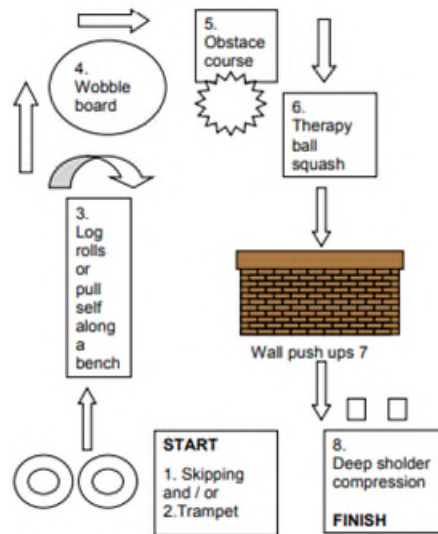 START
1. Skipping
and / or
2.Trampet
3.
Log
rolls
or
pull
self
along
a
bench
4.
Wobble
board
5.
Obstace
course
6.
Therapy
ball
squash
Wall push ups 7
8.
Deep sholder
compression
FINISH